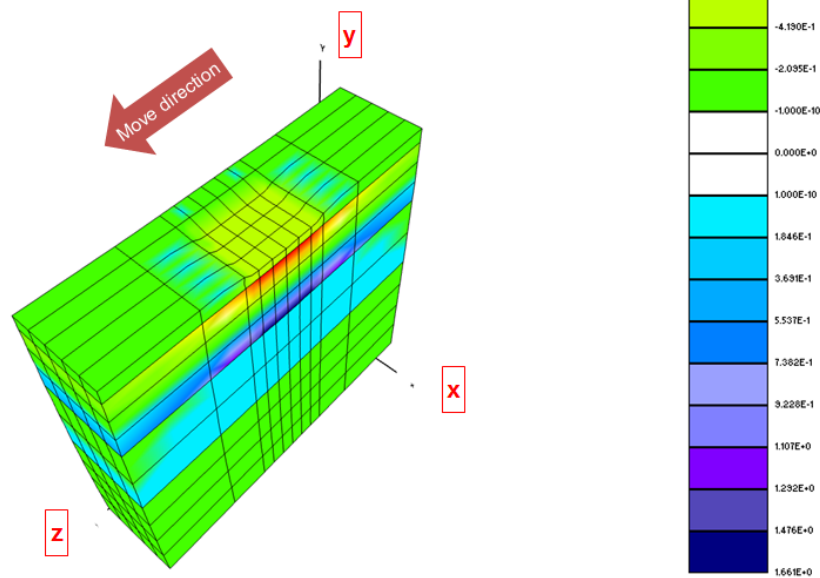 y
Y
Move direction
x
z
-4.190E-1
-2.095E-1
-1.000E-10
0.000E+0
1.000E-10
1.846E-1
3.691E-1
5.537E-1
7.382E-1
9.228E-1
1.107E+0
1.292E+0
1.476E+0
1.661E+0